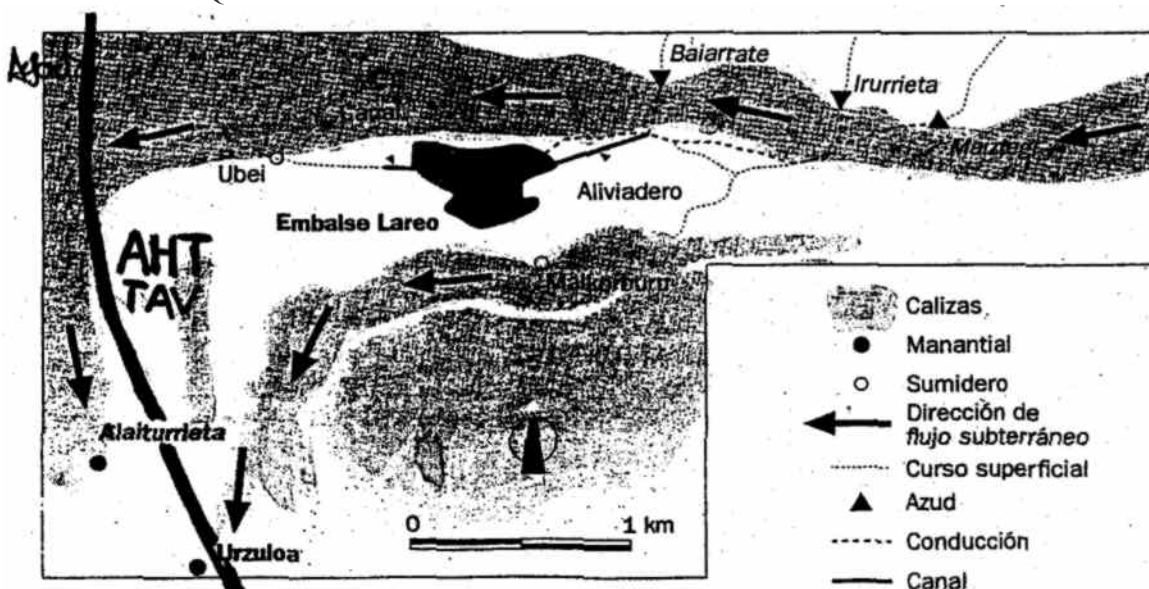 Baiarrate
Irurrieta
Ubei
Aliviadero
Embalse Lareo
AHT
TAV
Maikorburu
Calizas
Manantial
Sumidero
Dirección de
flujo subterráneo
Alaiturrieta
Curso superficial
Azud
0 1 km
Conducción
Urzuloa
Canal